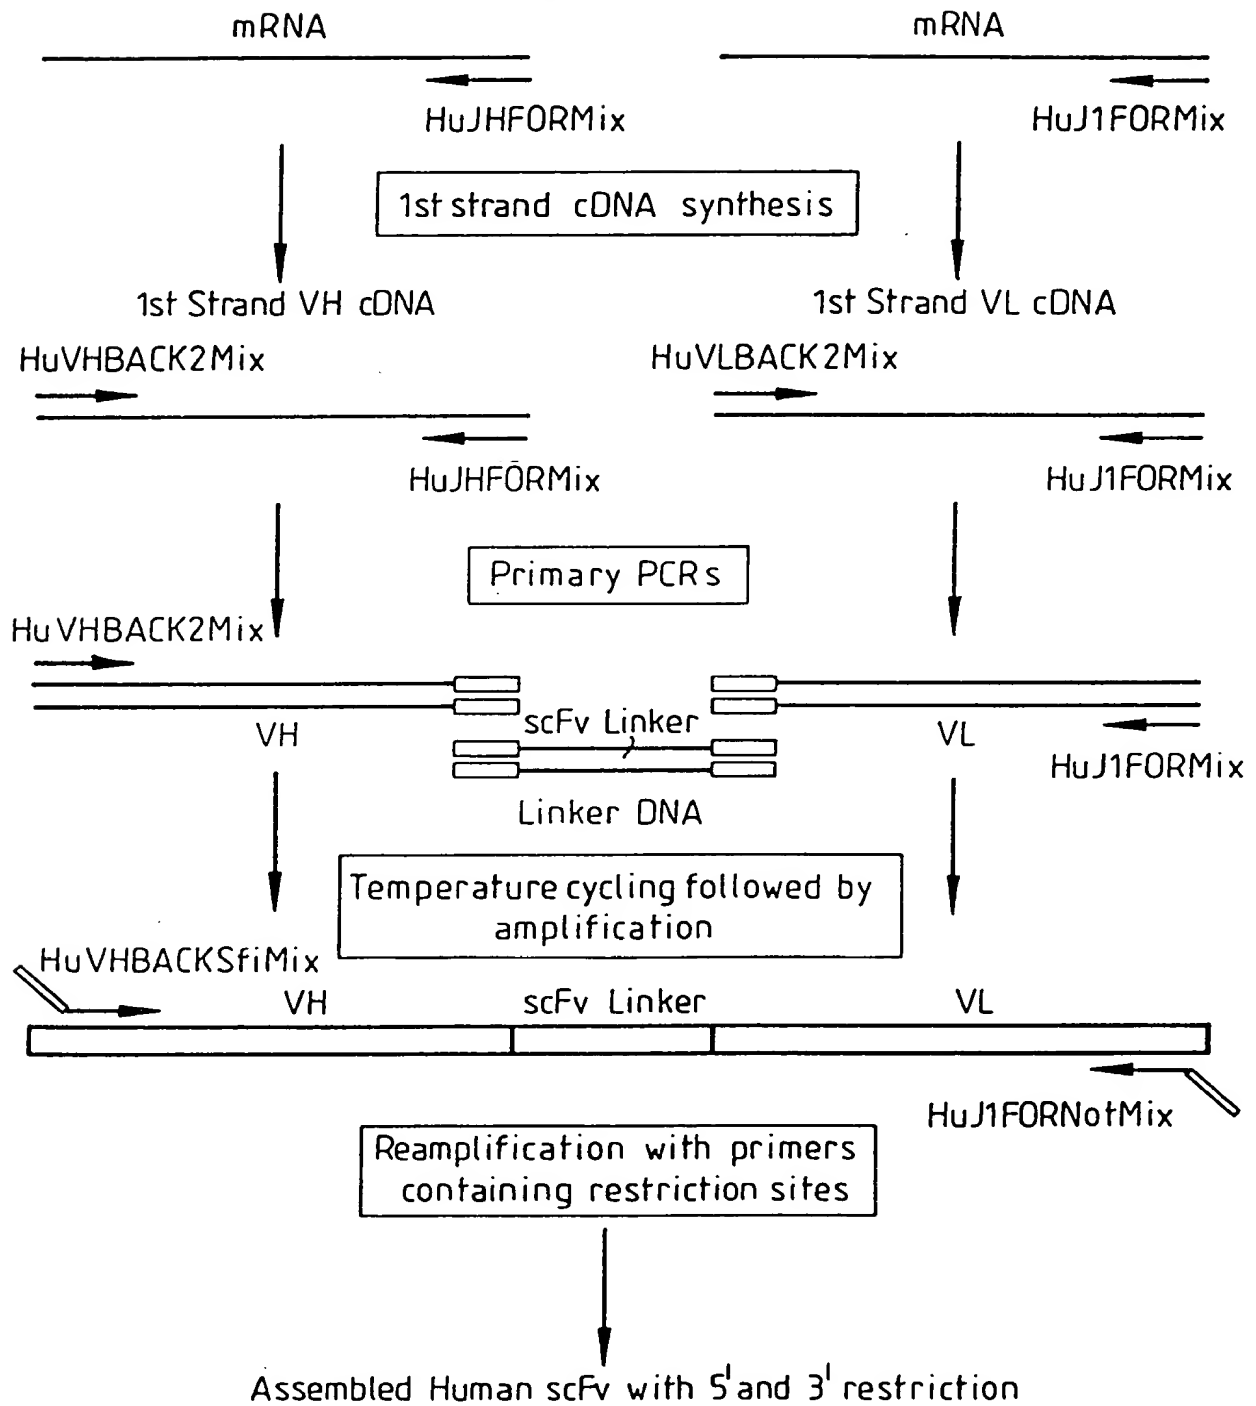 mRNA
mRNA
HuJHFORMix
HuJ1FORMix
1st strand cDNA synthesis
1st Strand VH cDNA
1st Strand VL cDNA
HuVHBACK2Mix
HuVLBACK2Mix
HuJHFORMix
HuJ1FORMix
Primary PCRs
HuVHBACK2Mix
VH
scFv Linker
VL
HuJ1FORMix
Linker DNA
Temperature cycling followed by
amplification
HuVHBACKSfiMix
VH
scFv Linker
VL
HuJ1FORNotMix
Reamplification with primers
containing restriction sites
Assembled Human scFv with 5' and 3' restriction